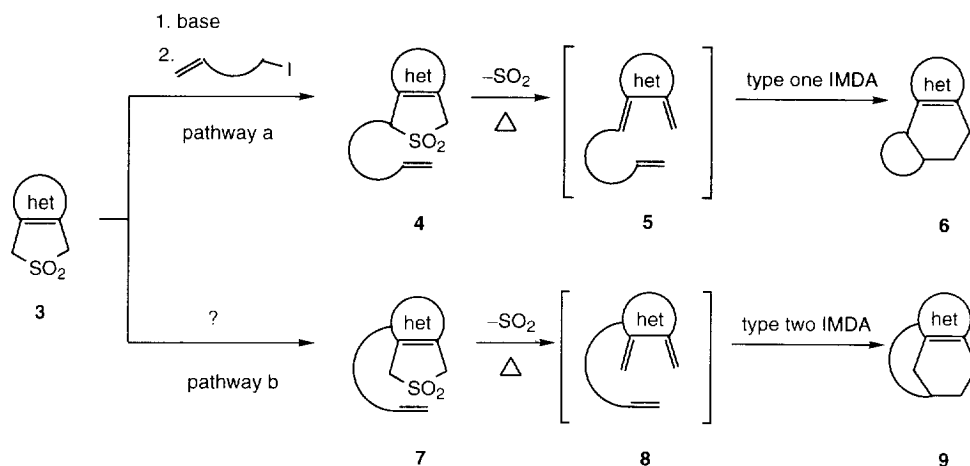 1. base
2.
I
pathway a
het
SO2
4
−SO2
△
het
5
type one IMDA
het
6
het
SO2
3
?
pathway b
het
SO2
7
−SO2
△
het
8
type two IMDA
het
9